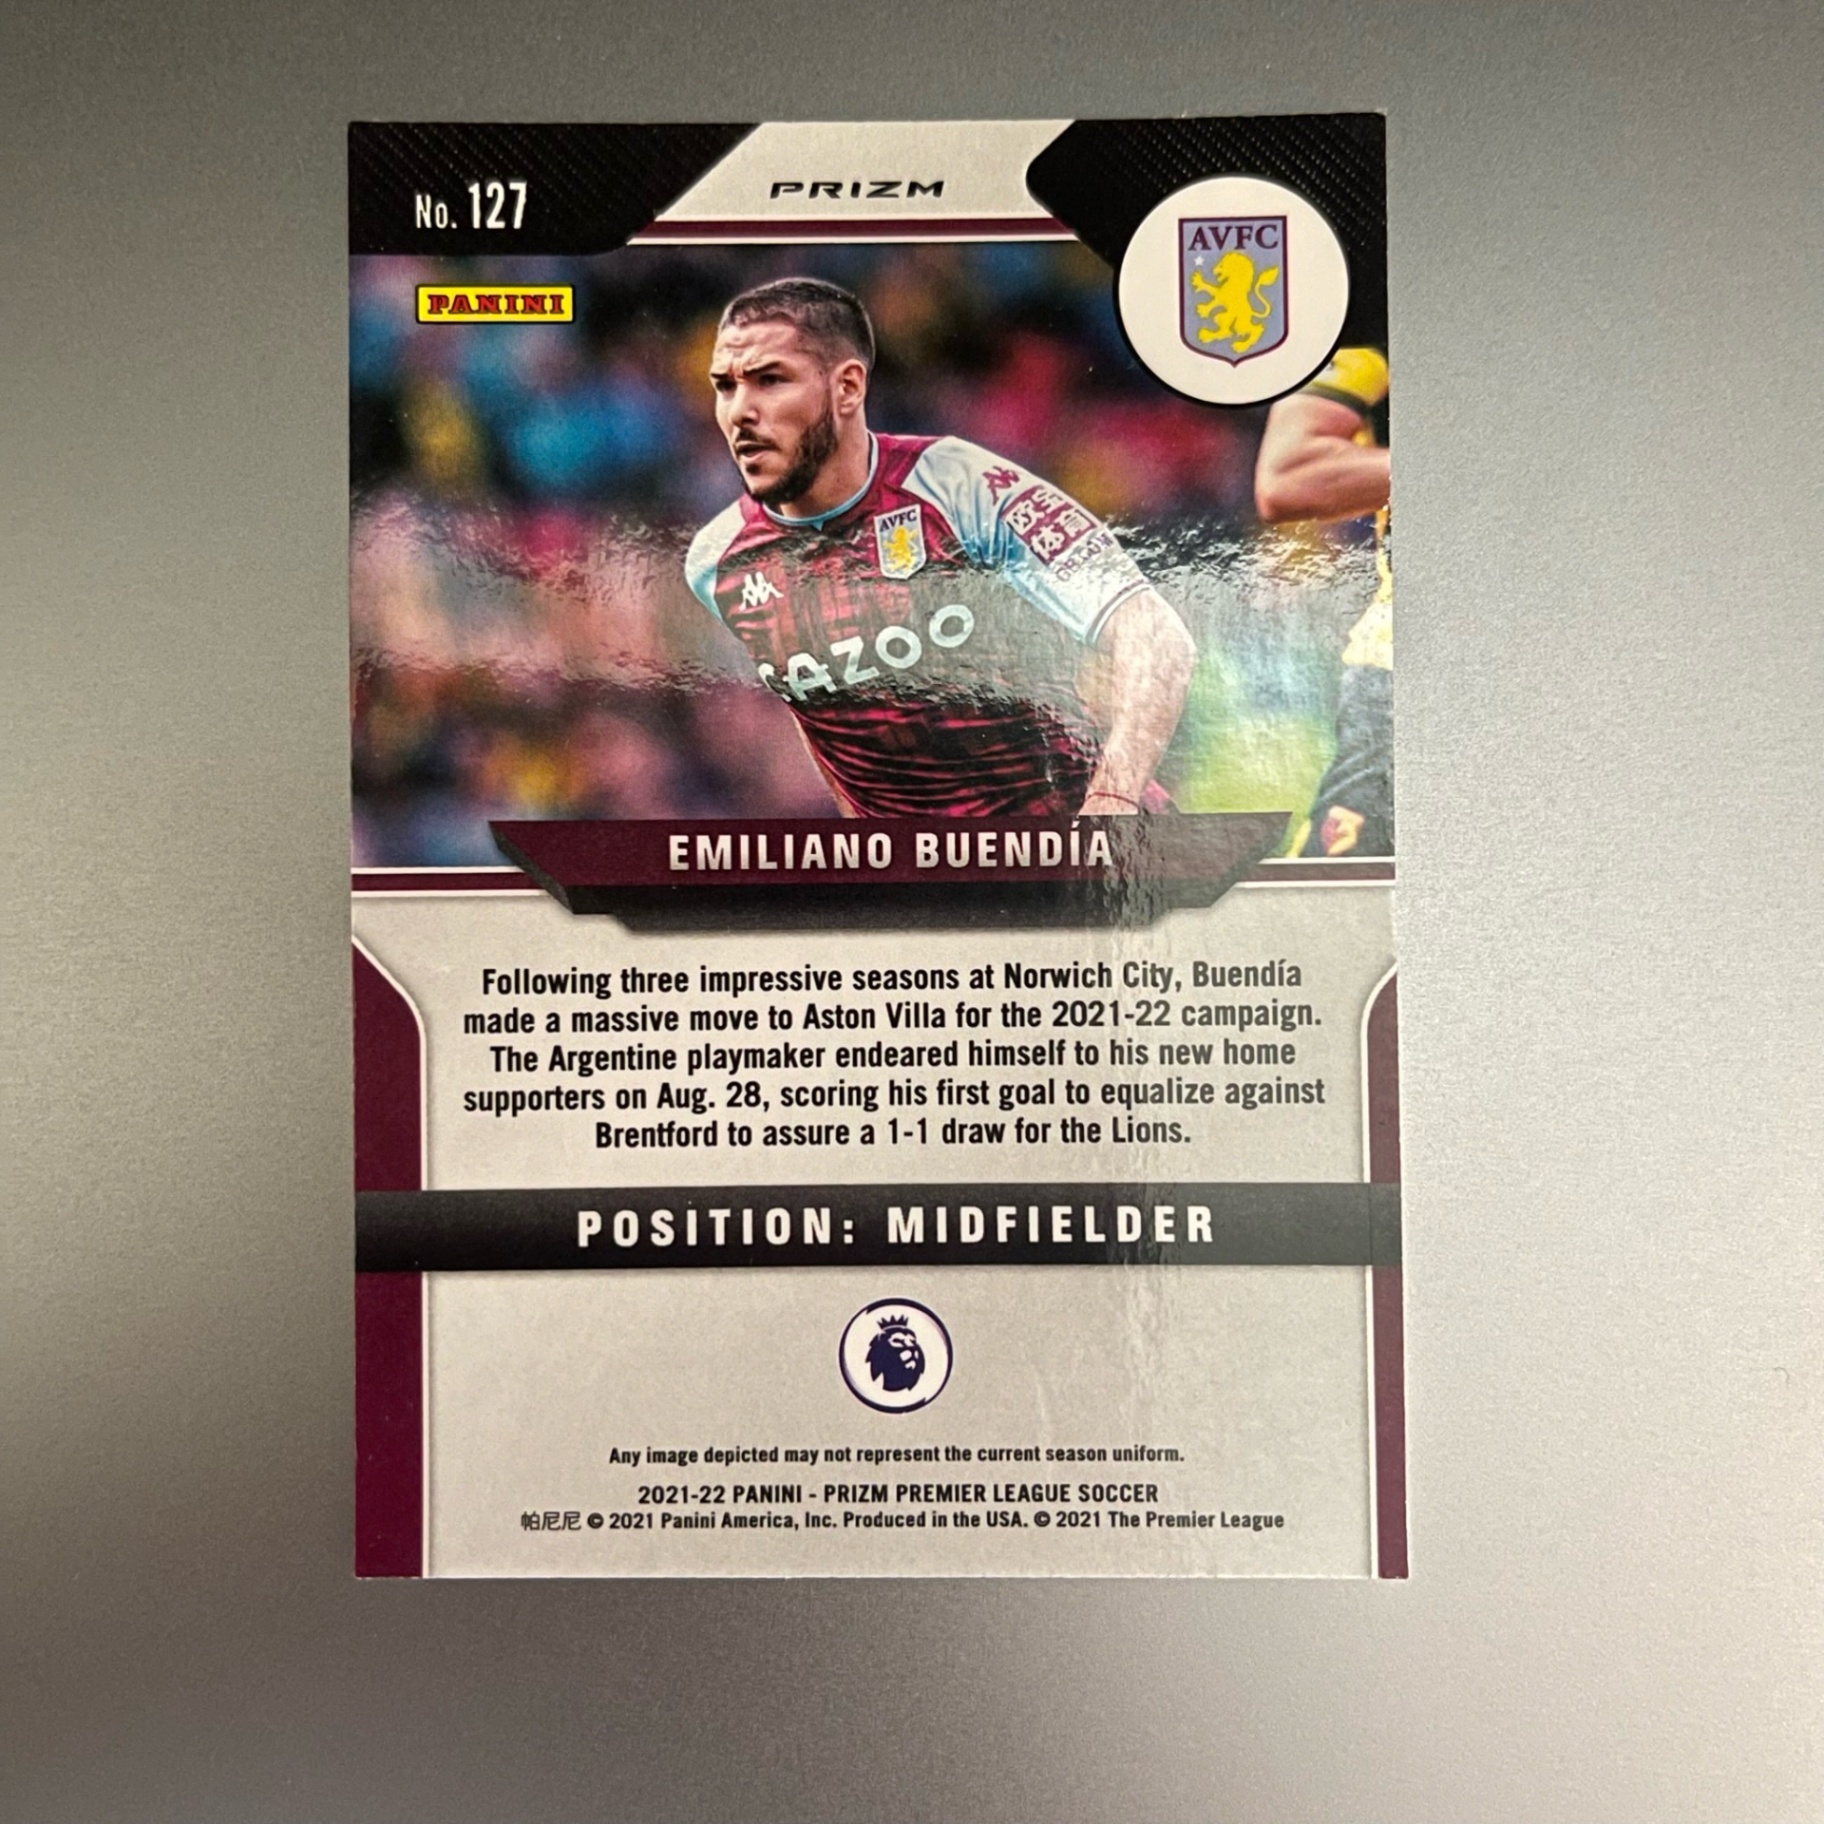 PRIZM
No. 127
AVFC
PANINI
AVFC
CAZOO
EMILIANO BUENDÍA
Following three impressive seasons at Norwich City, Buendía
made a massive move to Aston Villa for the 2021-22 campaign.
The Argentine playmaker endeared himself to his new home
supporters on Aug. 28, scoring his first goal to equalize against
Brentford to assure a 1-1 draw for the Lions.
POSITION: MIDFIELDER
Any image depicted may not represent the current season uniform.
2021-22 PANINI - PRIZM PREMIER LEAGUE SOCCER
帕尼尼 © 2021 Panini America, Inc. Produced in the USA. © 2021 The Premier League